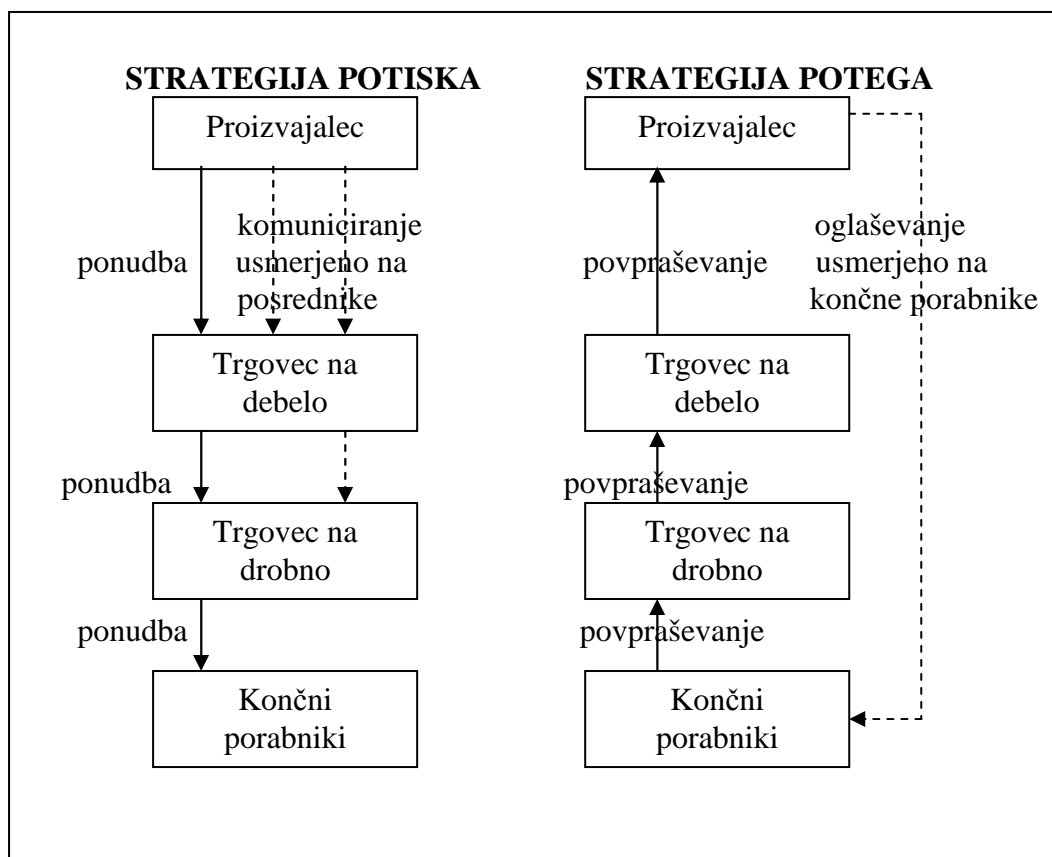 STRATEGIJA POTISKA
Proizvajalec
komuniciranje
ponudba
usmerjeno na
posrednike
Trgovec na
debelo
ponudba
Trgovec na
drobno
ponudba
Končni
porabniki
STRATEGIJA POTEGA
Proizvajalec
oglaševanje
povpraševanje
usmerjeno na
končne porabnike
Trgovec na
debelo
povpraševanje
Trgovec na
drobno
povpraševanje
Končni
porabniki